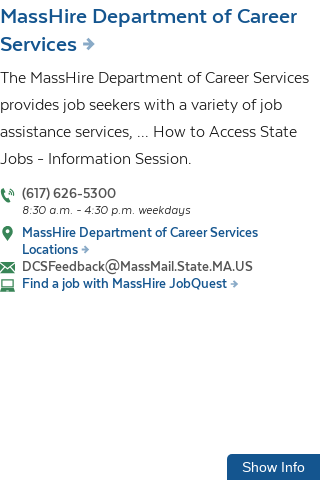 MassHire Department of Career
Services
The MassHire Department of Career Services
provides job seekers with a variety of job
assistance services, ... How to Access State
Jobs - Information Session.
(617) 626-5300
8:30 a.m. - 4:30 p.m. weekdays
MassHire Department of Career Services
Locations
DCSFeedback@MassMail.State.MA.US
Find a job with MassHire JobQuest
Show Info